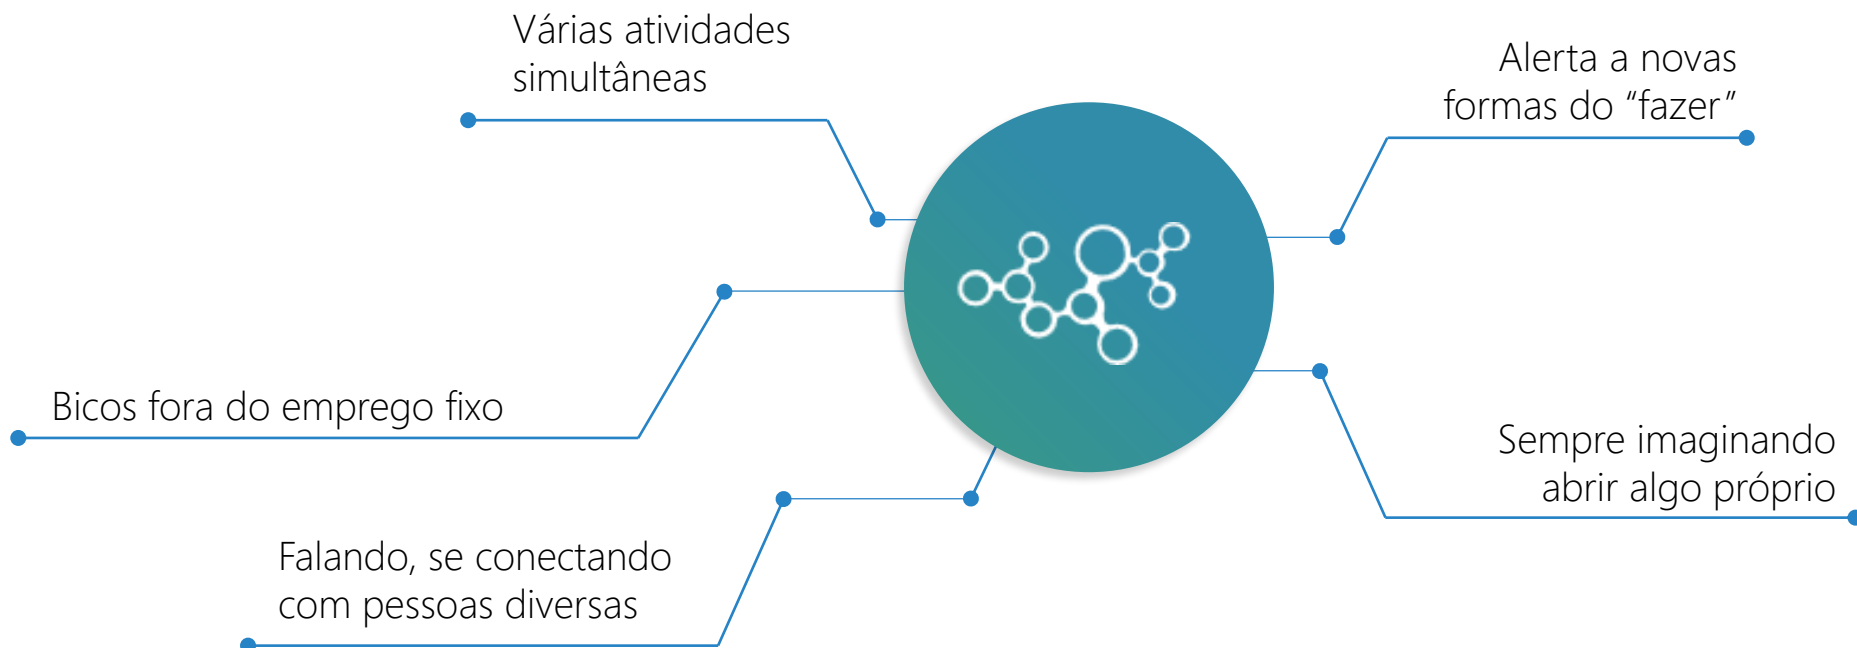 Várias atividades
simultâneas
Alerta a novas
formas do “fazer”
Bicos fora do emprego fixo
Sempre imaginando
abrir algo próprio
Falando, se conectando
com pessoas diversas